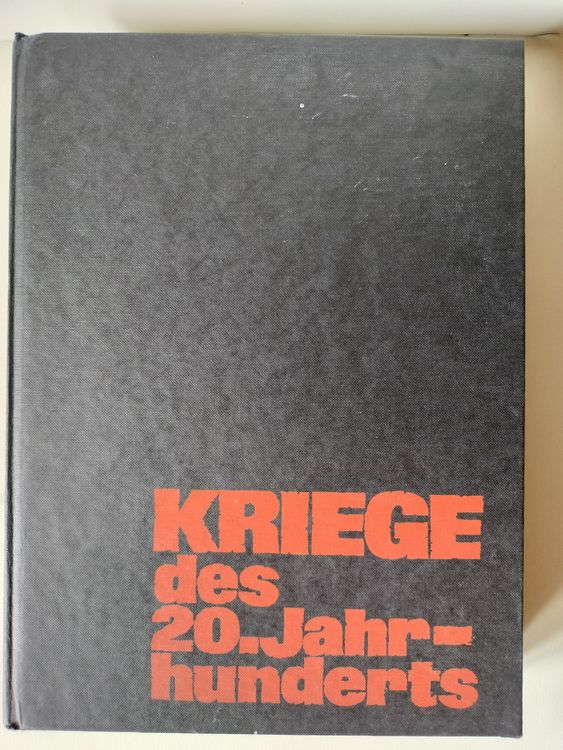 KRIEGE
des
20.Jahr-
hunderts